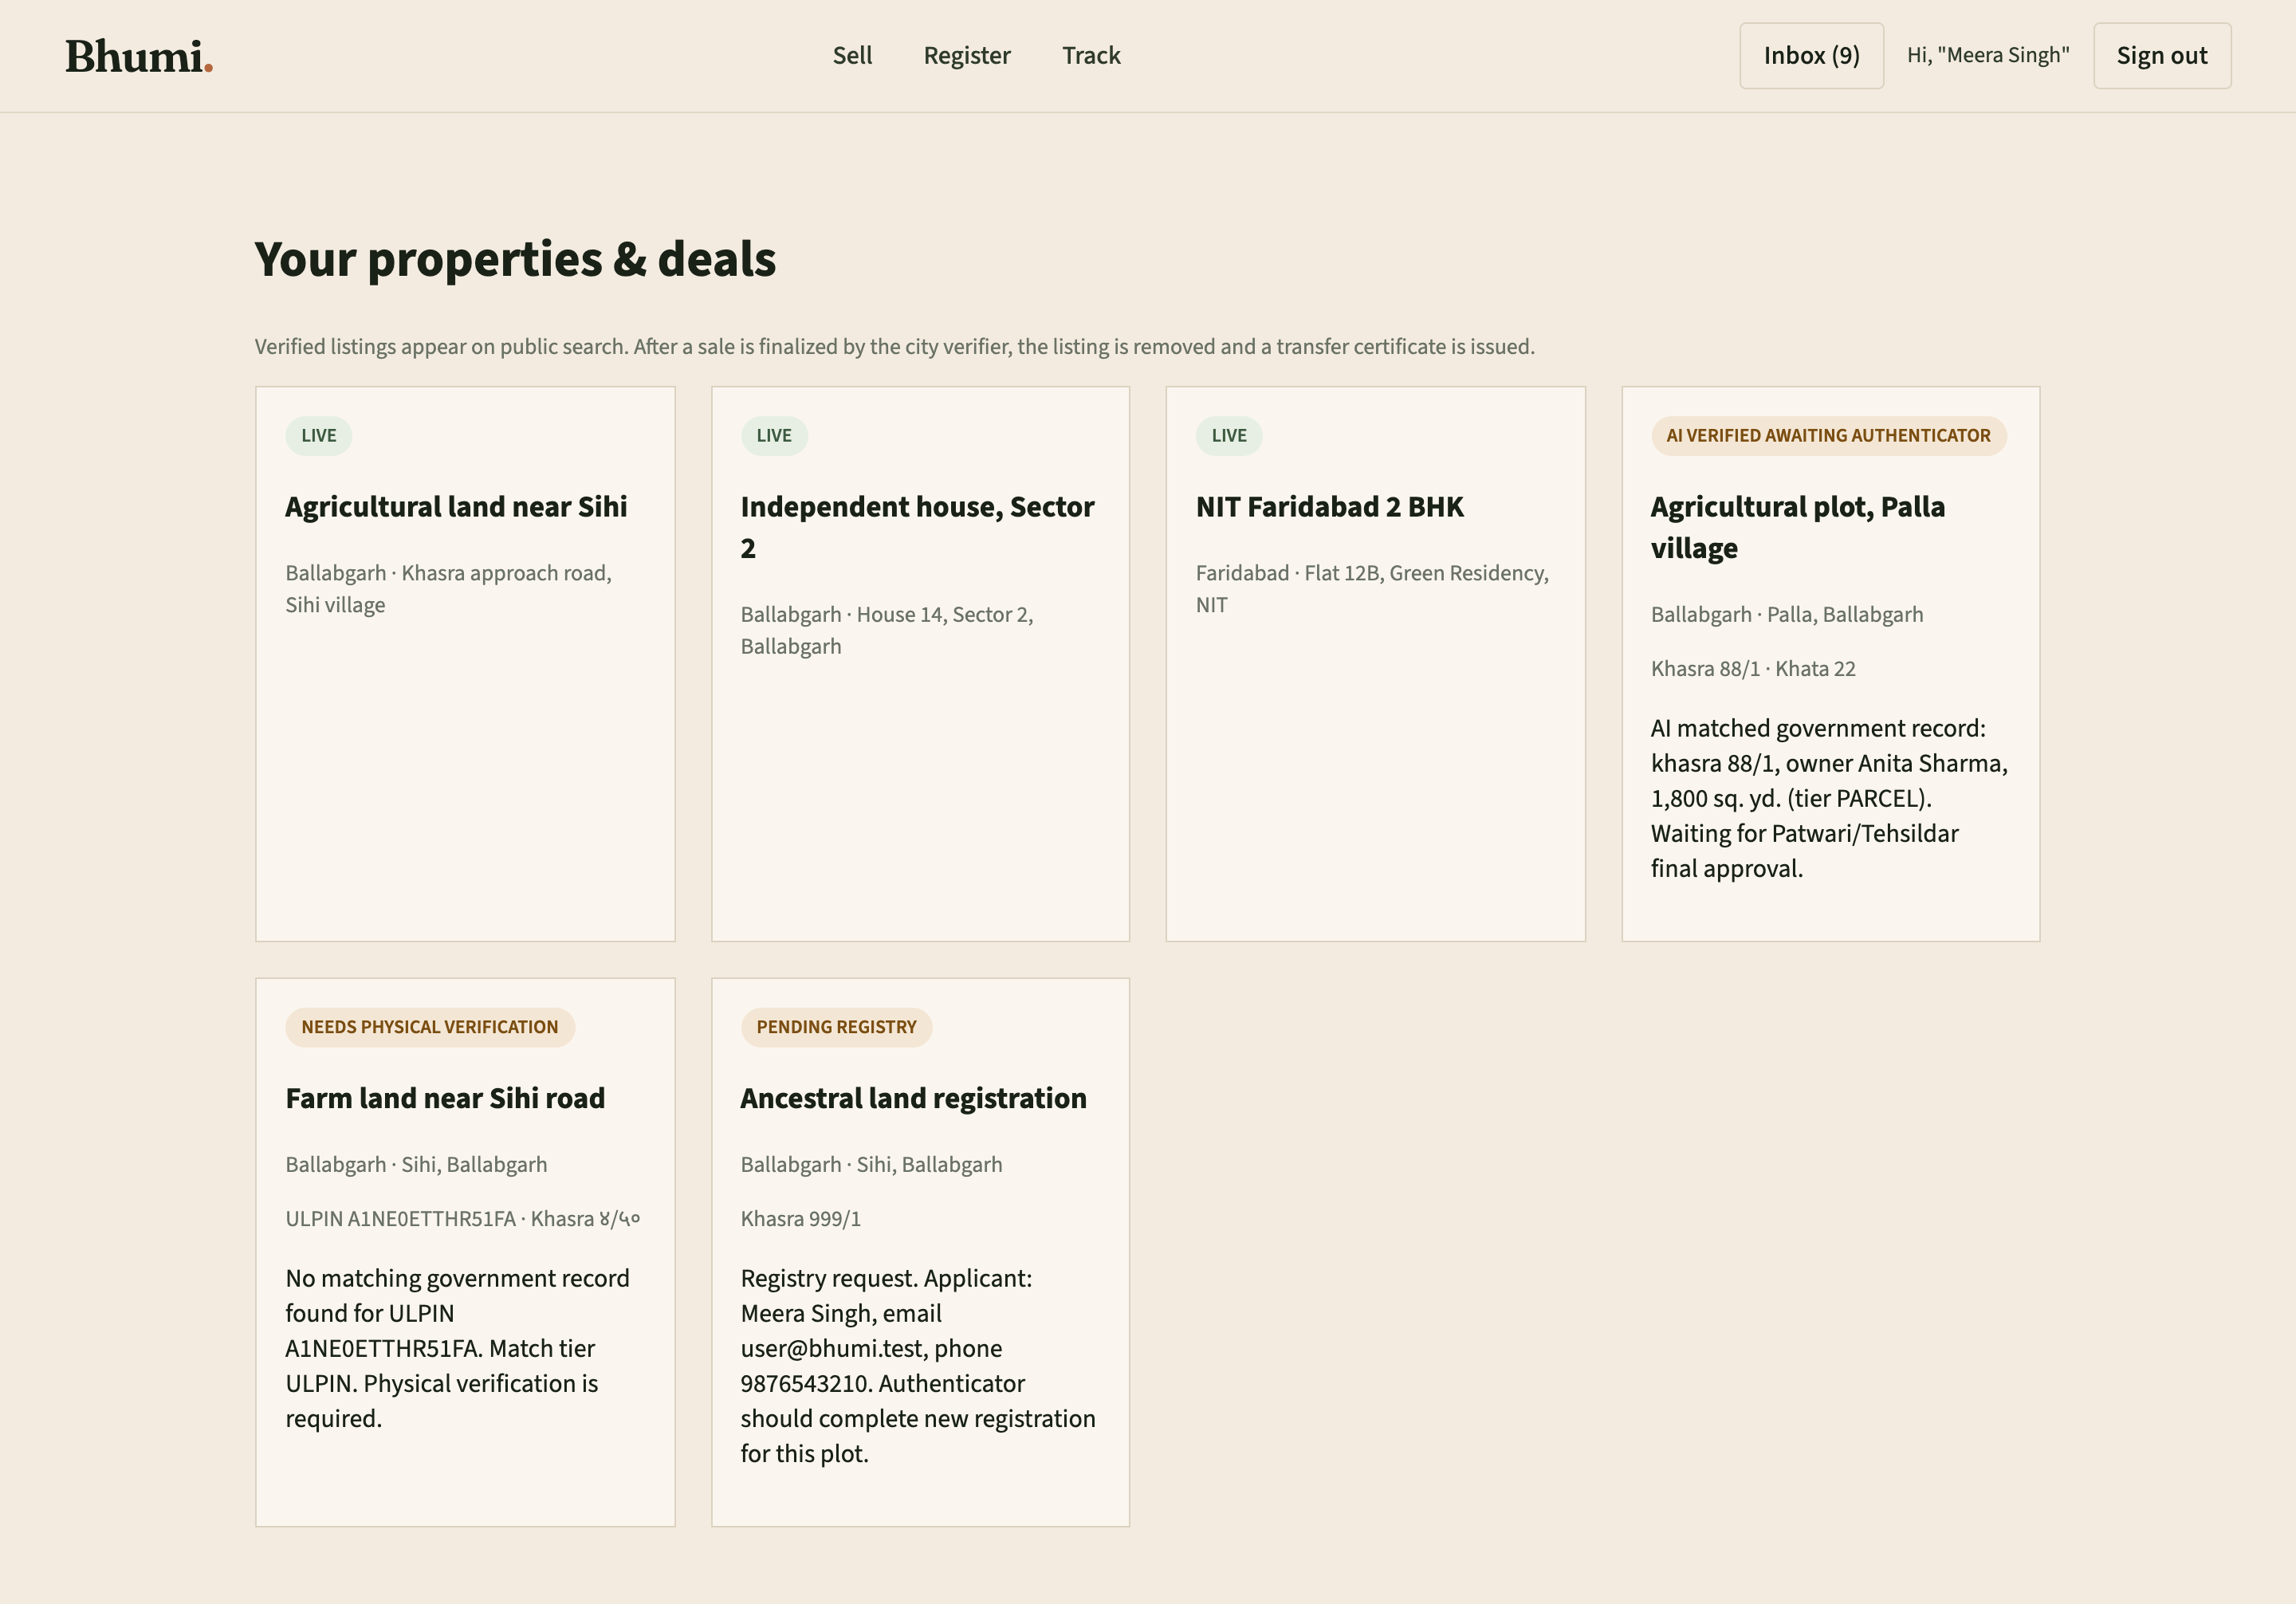 Bhumi.
Sell
Register
Track
Inbox (9)
Hi, "Meera Singh"
Sign out
Your properties & deals
Verified listings appear on public search. After a sale is finalized by the city verifier, the listing is removed and a transfer certificate is issued.
LIVE
Agricultural land near Sihi
Ballabgarh · Khasra approach road,
Sihi village
LIVE
Independent house, Sector
2
Ballabgarh · House 14, Sector 2,
Ballabgarh
LIVE
NIT Faridabad 2 BHK
Faridabad · Flat 12B, Green Residency,
NIT
AI VERIFIED AWAITING AUTHENTICATOR
Agricultural plot, Palla
village
Ballabgarh · Palla, Ballabgarh
Khasra 88/1 · Khata 22
AI matched government record:
khasra 88/1, owner Anita Sharma,
1,800 sq. yd. (tier PARCEL).
Waiting for Patwari/Tehsildar
final approval.
NEEDS PHYSICAL VERIFICATION
Farm land near Sihi road
Ballabgarh · Sihi, Ballabgarh
ULPIN A1NE0ETTHR51FA · Khasra ४/५०
No matching government record
found for ULPIN
A1NE0ETTHR51FA. Match tier
ULPIN. Physical verification is
required.
PENDING REGISTRY
Ancestral land registration
Ballabgarh · Sihi, Ballabgarh
Khasra 999/1
Registry request. Applicant:
Meera Singh, email
user@bhumi.test, phone
9876543210. Authenticator
should complete new registration
for this plot.